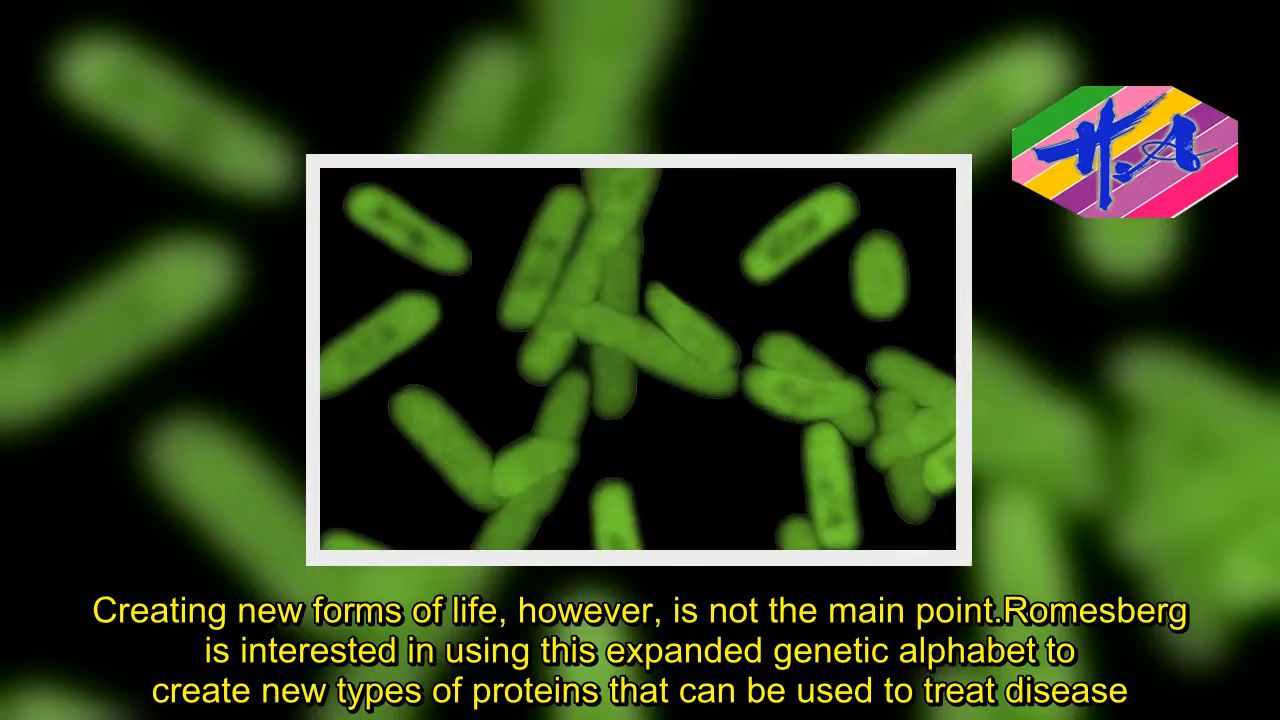 H.A
Creating new forms of life, however, is not the main point.Romesberg
is interested in using this expanded genetic alphabet to
create new types of proteins that can be used to treat disease